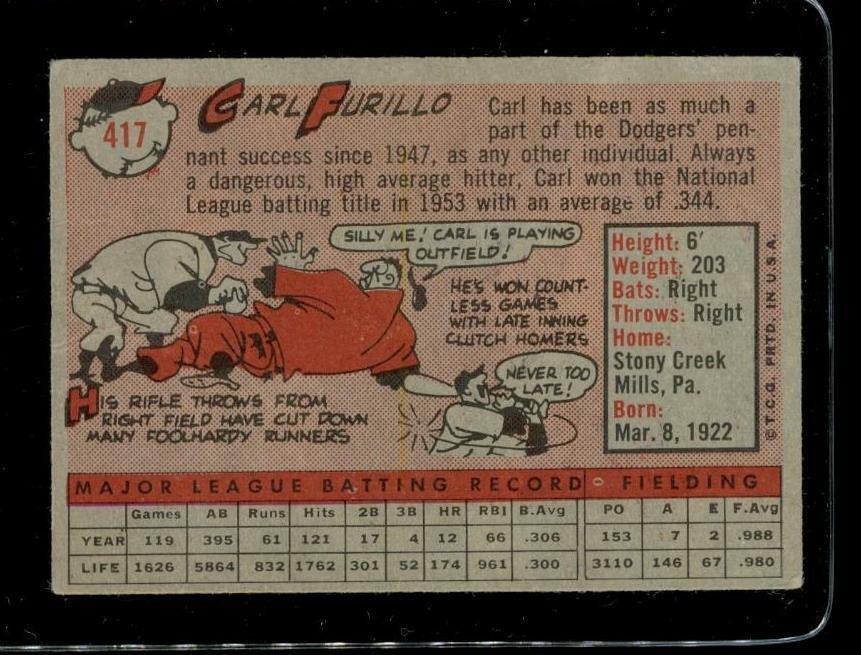 417
CARL FURILLO
Carl has been as much a
part of the Dodgers' pen-
nant success since 1947, as any other individual. Always
a dangerous, high average hitter, Carl won the National
League batting title in 1953 with an average of .344.
SILLY ME! CARL IS PLAYING
OUTFIELD!
HE'S WON COUNT-
LESS GAMES
WITH LATE INNING
CLUTCH HOMERS
NEVER TOO
LATE!
HIS RIFLE THROWS FROM
RIGHT FIELD HAVE CUT DOWN
MANY FOOLHARDY RUNNERS
Height: 6'
Weight: 203
Bats: Right
Throws: Right
Home:
Stony Creek
Mills, Pa.
Born:
Mar. 8, 1922
©T.C.G. PRTD. IN U.S.A.
MAJOR LEAGUE BATTING RECORD FIELDING
Games AB Runs Hits 2B 3B HR RBI B.Avg PO A E F.Avg
YEAR 119 395 61 121 17 4 12 66 .306 153 7 2 .988
LIFE 1626 5864 832 1762 301 52 174 961 .300 3110 146 67 .980